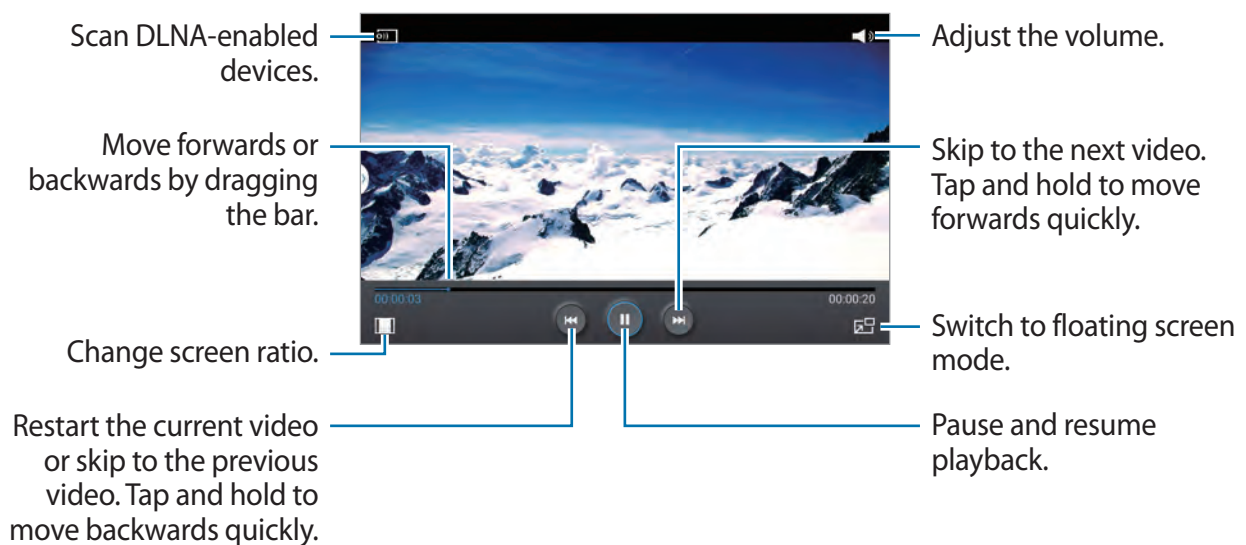 Scan DLNA-enabled
devices.
Adjust the volume.
Move forwards or
backwards by dragging
the bar.
Skip to the next video.
Tap and hold to move
forwards quickly.
00:00:03
00:00:20
Change screen ratio.
Switch to floating screen
mode.
Restart the current video
or skip to the previous
video. Tap and hold to
move backwards quickly.
Pause and resume
playback.